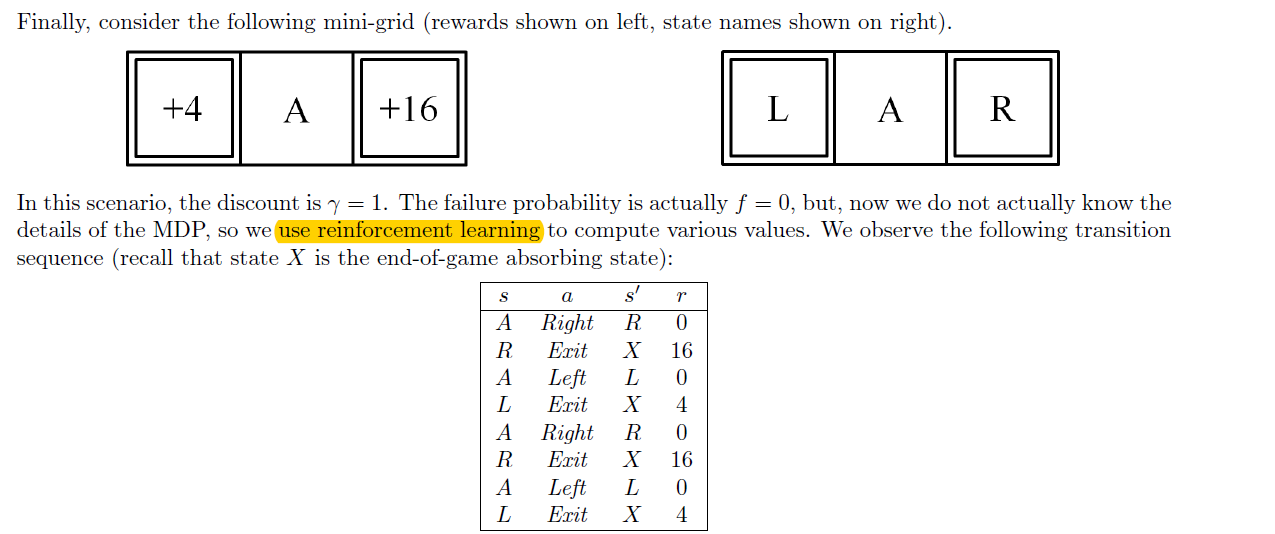 Finally, consider the following mini-grid (rewards shown on left, state names shown on right).
+4 A +16 L A R
In this scenario, the discount is γ = 1. The failure probability is actually f = 0, but, now we do not actually know the
details of the MDP, so we use reinforcement learning to compute various values. We observe the following transition
sequence (recall that state X is the end-of-game absorbing state):
s a s′ r
A Right R 0
R Exit X 16
A Left L 0
L Exit X 4
A Right R 0
R Exit X 16
A Left L 0
L Exit X 4